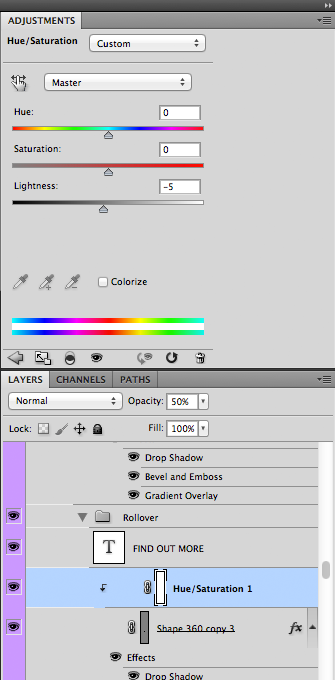 ADJUSTMENTS
Hue/Saturation Custom
Master
Hue: 0
Saturation: 0
Lightness: -5
Colorize
LAYERS CHANNELS PATHS
Normal Opacity: 50%
Lock: Fill: 100%
Drop Shadow
Bevel and Emboss
Gradient Overlay
Rollover
T FIND OUT MORE
Hue/Saturation 1
Shape 360 copy 3 fx
Effects
Drop Shadow